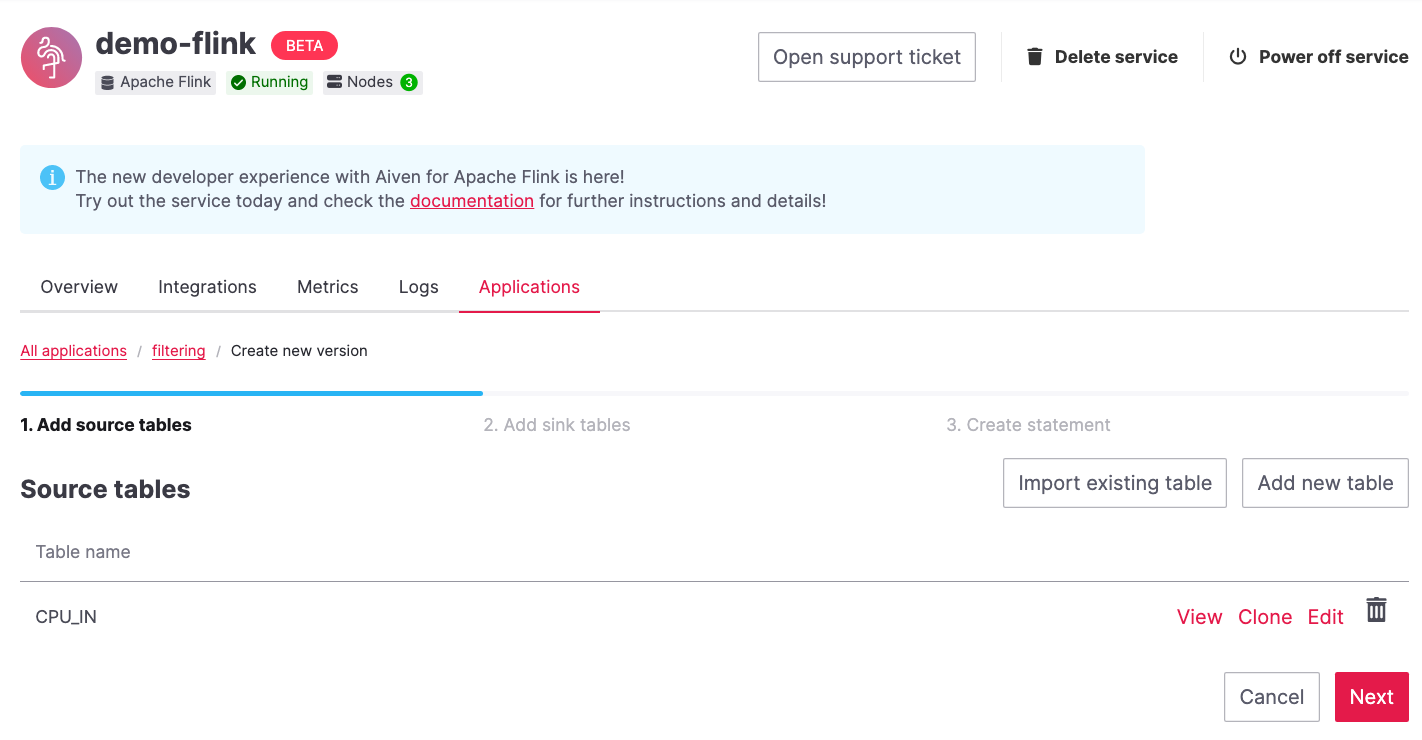 demo-flink BETA
Open support ticket
Delete service
Power off service
Apache Flink Running Nodes 3
The new developer experience with Aiven for Apache Flink is here!
Try out the service today and check the documentation for further instructions and details!
Overview Integrations Metrics Logs Applications
All applications / filtering / Create new version
1. Add source tables 2. Add sink tables 3. Create statement
Source tables Import existing table Add new table
Table name
CPU_IN View Clone Edit
Cancel Next